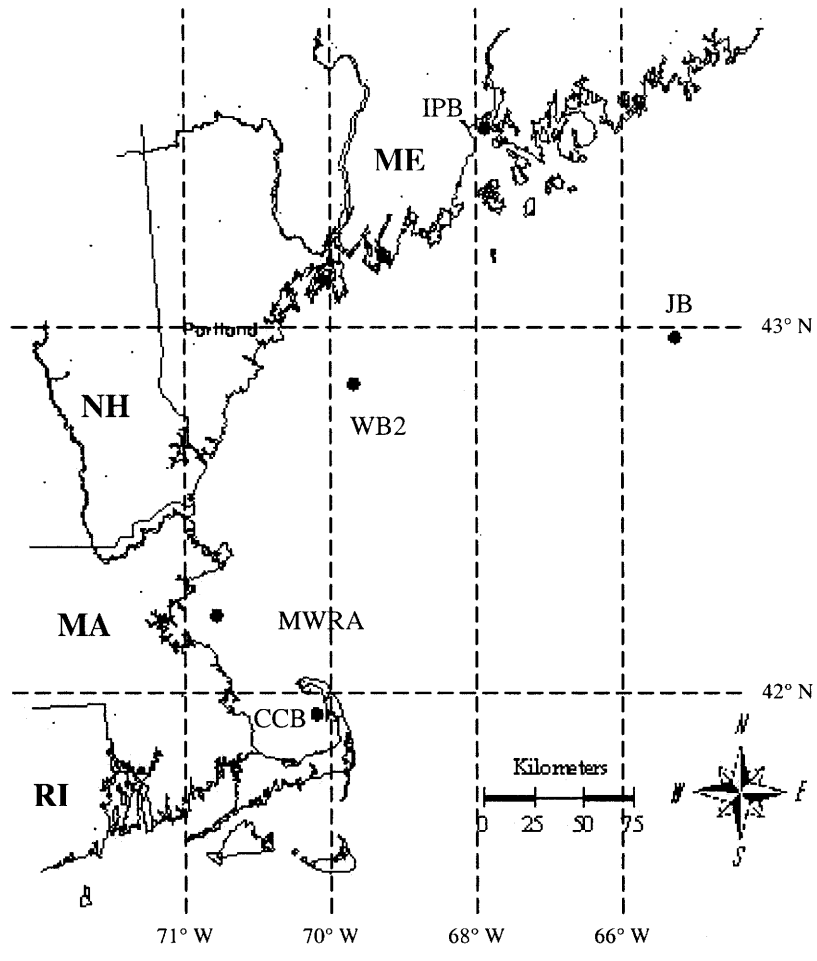 IPB
ME
JB
Portland
43° N
NH
WB2
MA
MWRA
42° N
CCB
N
RI
Kilometers
W E
0 25 50 75
S
71° W 70° W 68° W 66° W